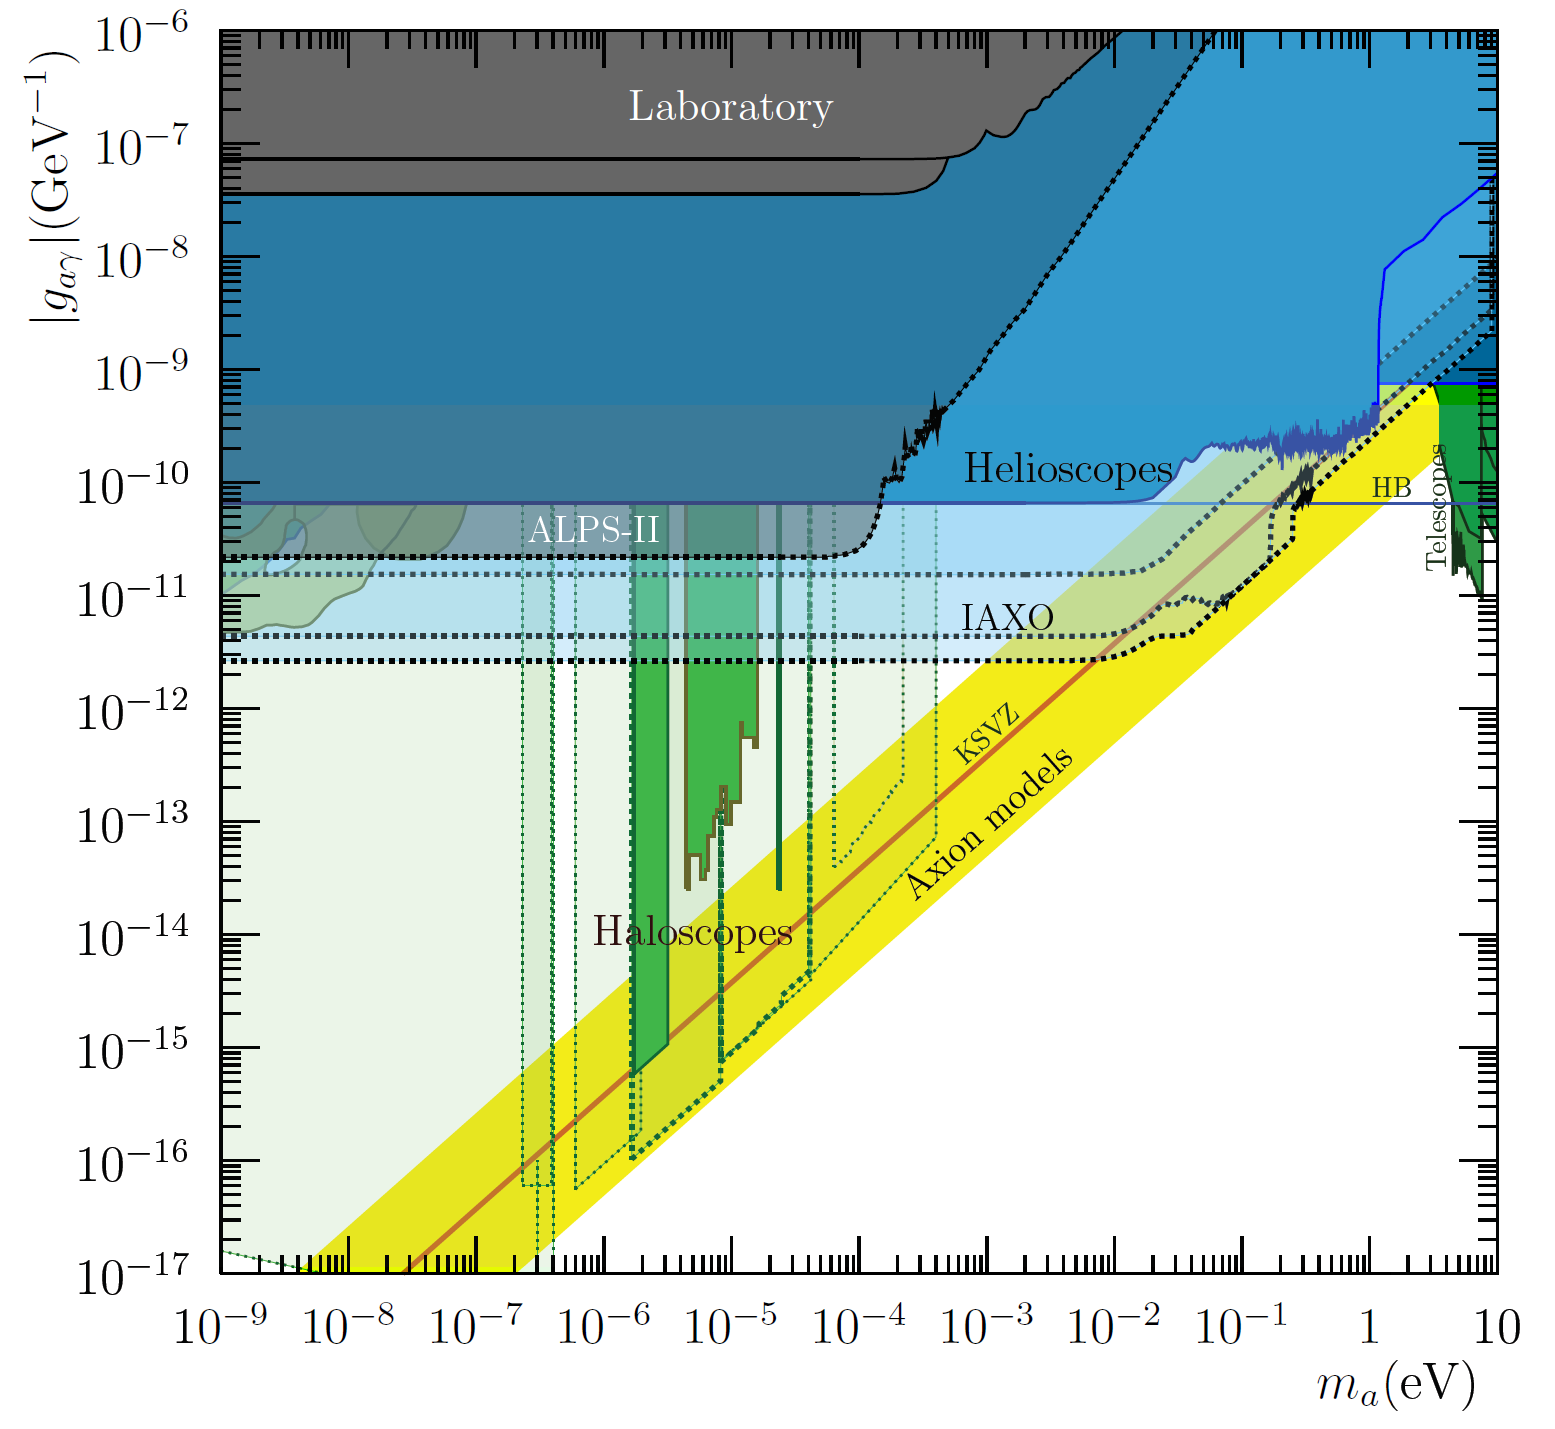 |g_{aγ}|(GeV^{−1})
10^{−6}
10^{−7}
10^{−8}
10^{−9}
10^{−10}
10^{−11}
10^{−12}
10^{−13}
10^{−14}
10^{−15}
10^{−16}
10^{−17}
Laboratory
Helioscopes
HB
Telescopes
ALPS-II
IAXO
KSVZ
Axion models
Haloscopes
10^{−9} 10^{−8} 10^{−7} 10^{−6} 10^{−5} 10^{−4} 10^{−3} 10^{−2} 10^{−1} 1 10
m_a(eV)